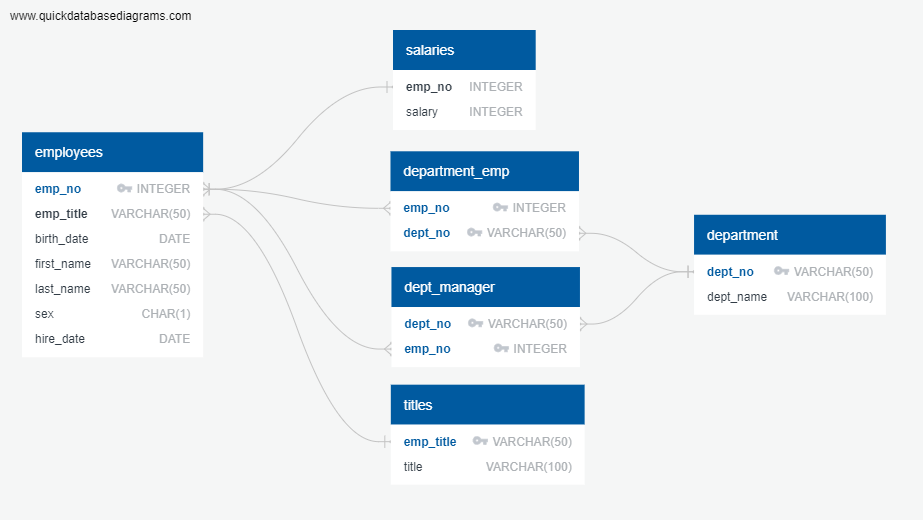 www.quickdatabasediagrams.com
salaries
emp_no INTEGER
salary INTEGER
employees
emp_no INTEGER
emp_title VARCHAR(50)
birth_date DATE
first_name VARCHAR(50)
last_name VARCHAR(50)
sex CHAR(1)
hire_date DATE
department_emp
emp_no INTEGER
dept_no VARCHAR(50)
dept_manager
dept_no VARCHAR(50)
emp_no INTEGER
titles
emp_title VARCHAR(50)
title VARCHAR(100)
department
dept_no VARCHAR(50)
dept_name VARCHAR(100)